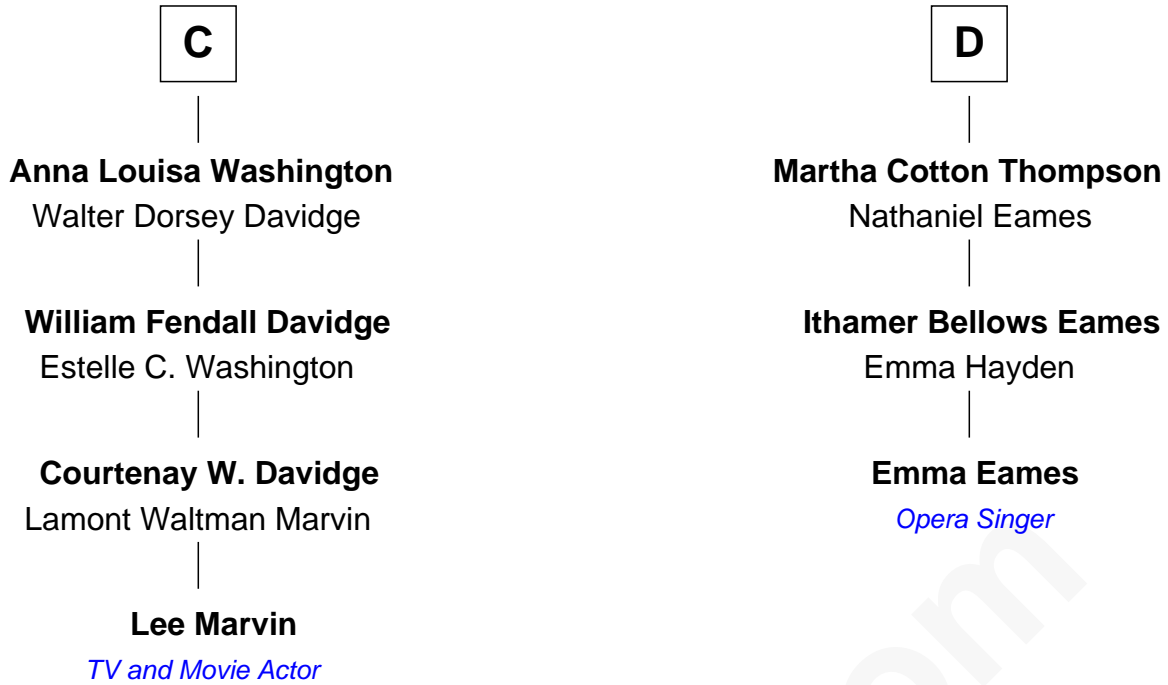 C
Anna Louisa Washington
Walter Dorsey Davidge
William Fendall Davidge
Estelle C. Washington
Courtenay W. Davidge
Lamont Waltman Marvin
Lee Marvin
TV and Movie Actor
D
Martha Cotton Thompson
Nathaniel Eames
Ithamer Bellows Eames
Emma Hayden
Emma Eames
Opera Singer
om